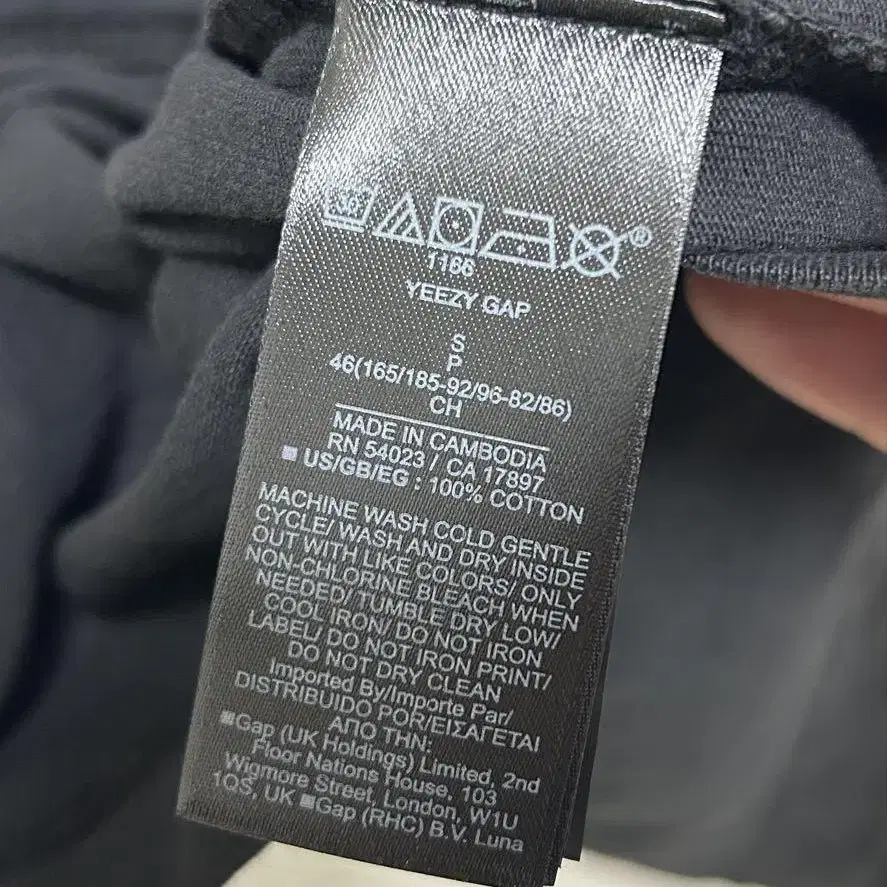 30
®
1166
YEEZY GAP
S
P
46(165/185-92/96-82/86)
CH
MADE IN CAMBODIA
RN 54023 / CA 17897
US/GB/EG : 100% COTTON
MACHINE WASH COLD GENTLE
CYCLE/ WASH AND DRY INSIDE
OUT WITH LIKE COLORS/ ONLY
NON-CHLORINE BLEACH WHEN
NEEDED/ TUMBLE DRY LOW/
COOL IRON/ DO NOT IRON
LABEL/ DO NOT IRON PRINT/
DO NOT DRY CLEAN
Imported By/Importe Par/
DISTRIBUIDO POR/ΕΙΣΑΓΕΤΑΙ
ΑΠΟ ΤΗΝ:
Gap (UK Holdings) Limited, 2nd
Floor Nations House, 103
Wigmore Street, London, W1U
1QS, UK Gap (RHC) B.V. Luna